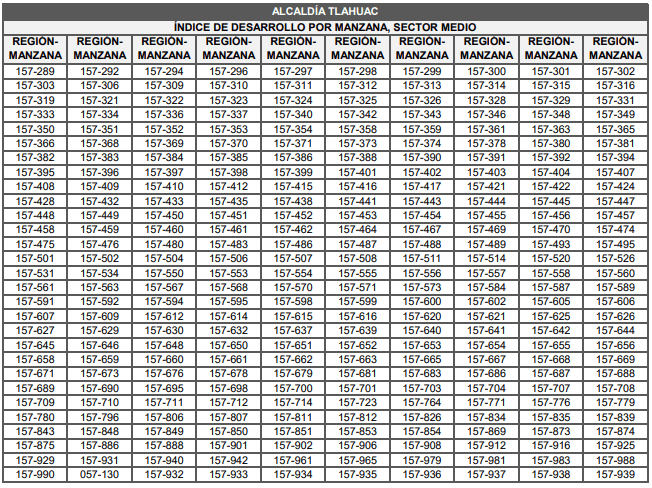 ALCALDÍA TLAHUAC
ÍNDICE DE DESARROLLO POR MANZANA, SECTOR MEDIO
REGIÓN- REGIÓN- REGIÓN- REGIÓN- REGIÓN- REGIÓN- REGIÓN- REGIÓN- REGIÓN- REGIÓN-
MANZANA MANZANA MANZANA MANZANA MANZANA MANZANA MANZANA MANZANA MANZANA MANZANA
157-289 157-292 157-294 157-296 157-297 157-298 157-299 157-300 157-301 157-302
157-303 157-306 157-309 157-310 157-311 157-312 157-313 157-314 157-315 157-316
157-319 157-321 157-322 157-323 157-324 157-325 157-326 157-328 157-329 157-331
157-333 157-334 157-336 157-337 157-340 157-342 157-343 157-346 157-348 157-349
157-350 157-351 157-352 157-353 157-354 157-358 157-359 157-361 157-363 157-365
157-366 157-368 157-369 157-370 157-371 157-373 157-374 157-378 157-380 157-381
157-382 157-383 157-384 157-385 157-386 157-388 157-390 157-391 157-392 157-394
157-395 157-396 157-397 157-398 157-399 157-401 157-402 157-403 157-404 157-407
157-408 157-409 157-410 157-412 157-415 157-416 157-417 157-421 157-422 157-424
157-428 157-432 157-433 157-435 157-438 157-441 157-443 157-444 157-445 157-447
157-448 157-449 157-450 157-451 157-452 157-453 157-454 157-455 157-456 157-457
157-458 157-459 157-460 157-461 157-462 157-464 157-467 157-469 157-470 157-474
157-475 157-476 157-480 157-483 157-486 157-487 157-488 157-489 157-493 157-495
157-501 157-502 157-504 157-506 157-507 157-508 157-511 157-514 157-520 157-526
157-531 157-534 157-550 157-553 157-554 157-555 157-556 157-557 157-558 157-560
157-561 157-563 157-567 157-568 157-570 157-571 157-573 157-584 157-587 157-589
157-591 157-592 157-594 157-595 157-598 157-599 157-600 157-602 157-605 157-606
157-607 157-609 157-612 157-614 157-615 157-616 157-620 157-621 157-625 157-626
157-627 157-629 157-630 157-632 157-637 157-639 157-640 157-641 157-642 157-644
157-645 157-646 157-648 157-650 157-651 157-652 157-653 157-654 157-655 157-656
157-658 157-659 157-660 157-661 157-662 157-663 157-665 157-667 157-668 157-669
157-671 157-673 157-676 157-678 157-679 157-681 157-683 157-686 157-687 157-688
157-689 157-690 157-695 157-698 157-700 157-701 157-703 157-704 157-707 157-708
157-709 157-710 157-711 157-712 157-714 157-723 157-764 157-771 157-776 157-779
157-780 157-796 157-806 157-807 157-811 157-812 157-826 157-834 157-835 157-839
157-843 157-848 157-849 157-850 157-851 157-853 157-854 157-869 157-873 157-874
157-875 157-886 157-888 157-901 157-902 157-906 157-908 157-912 157-916 157-925
157-929 157-931 157-940 157-942 157-961 157-965 157-979 157-981 157-983 157-988
157-990 057-130 157-932 157-933 157-934 157-935 157-936 157-937 157-938 157-939